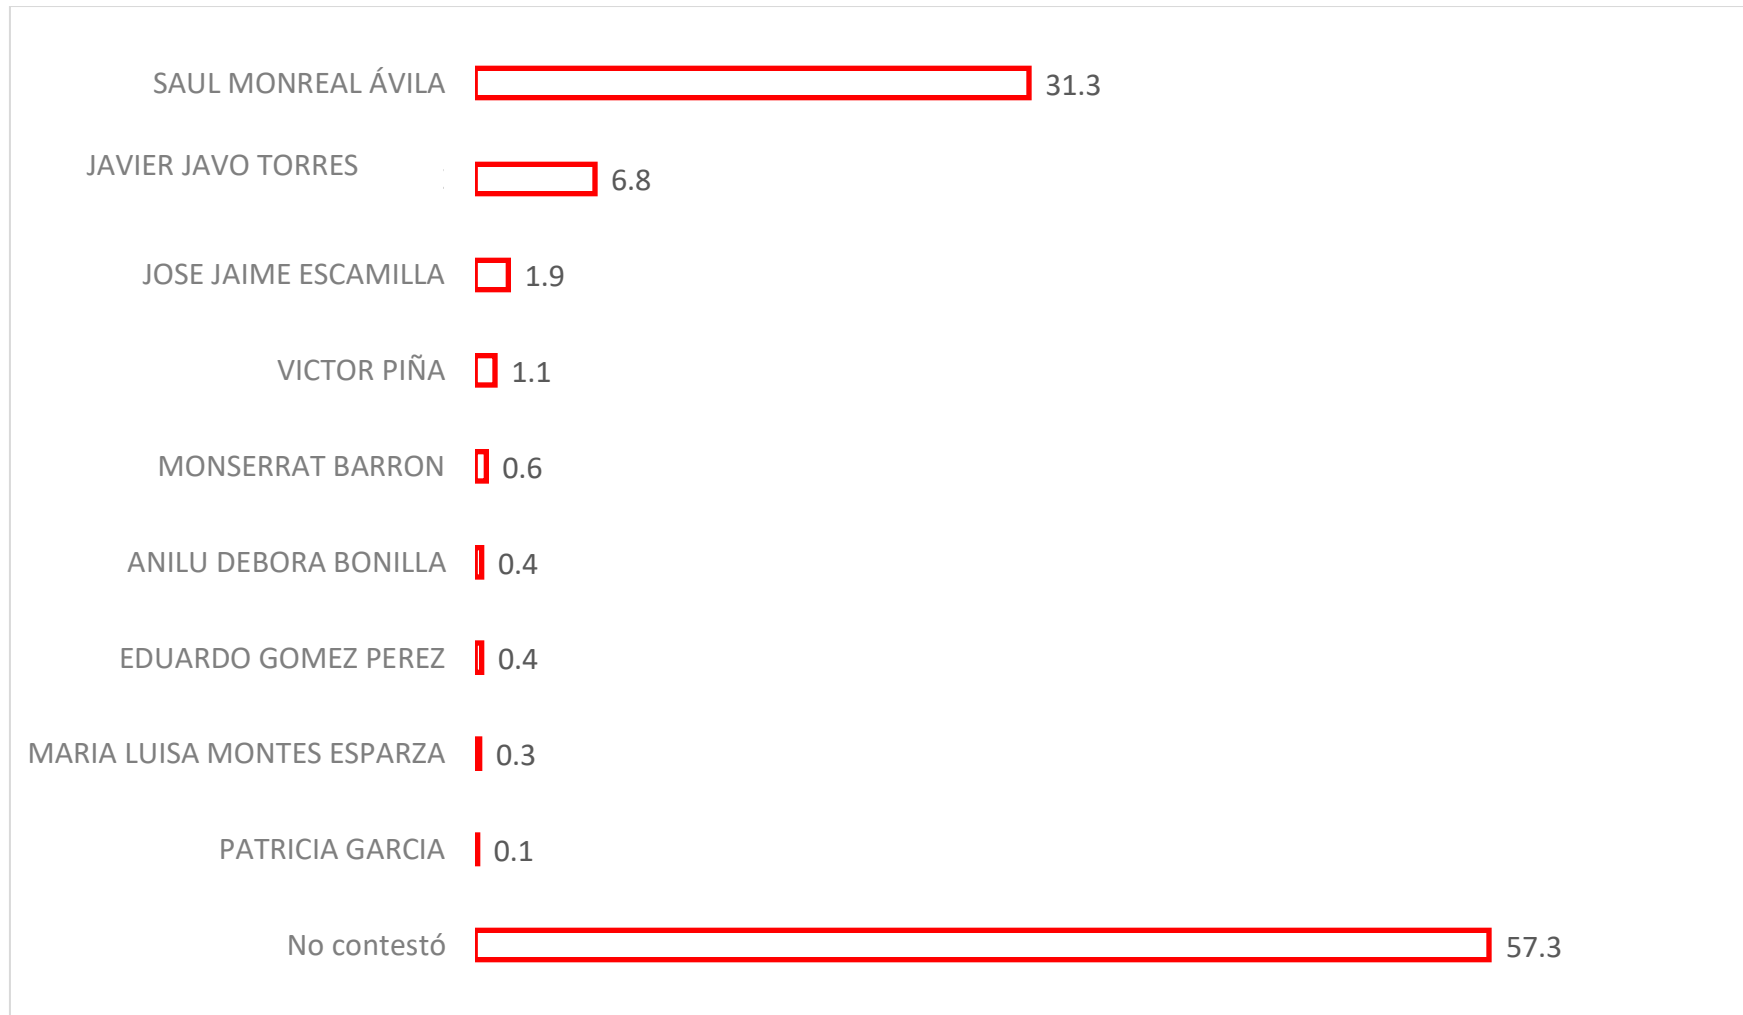 SAUL MONREAL ÁVILA 31.3
JAVIER JAVO TORRES 6.8
JOSE JAIME ESCAMILLA 1.9
VICTOR PIÑA 1.1
MONSERRAT BARRON 0.6
ANILU DEBORA BONILLA 0.4
EDUARDO GOMEZ PEREZ 0.4
MARIA LUISA MONTES ESPARZA 0.3
PATRICIA GARCIA 0.1
No contestó 57.3